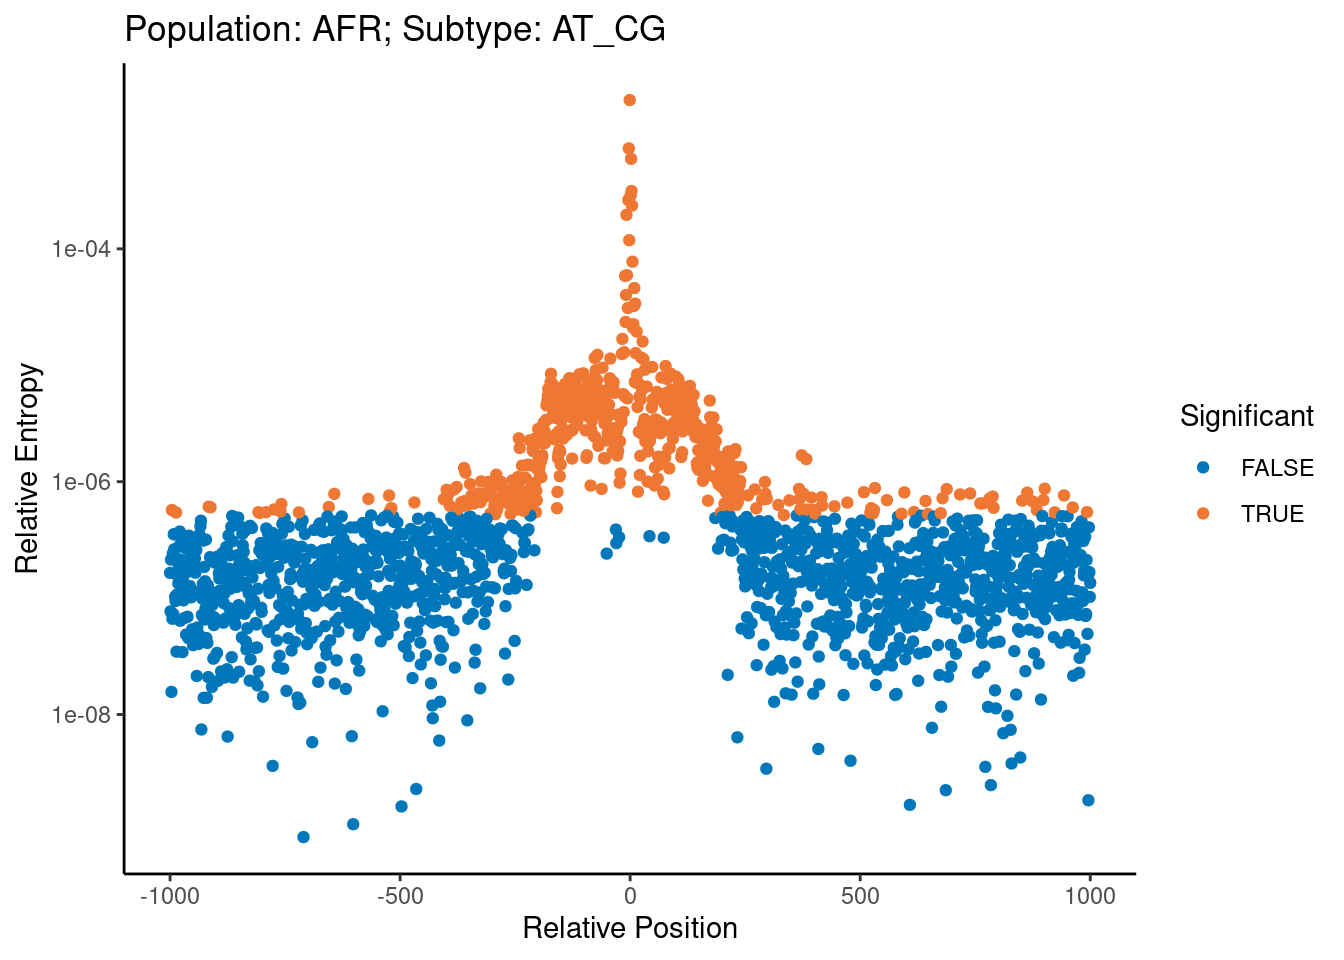 Population: AFR; Subtype: AT_CG
Relative Entropy
1e-04
1e-06
1e-08
-1000
-500
0
500
1000
Relative Position
Significant
FALSE
TRUE